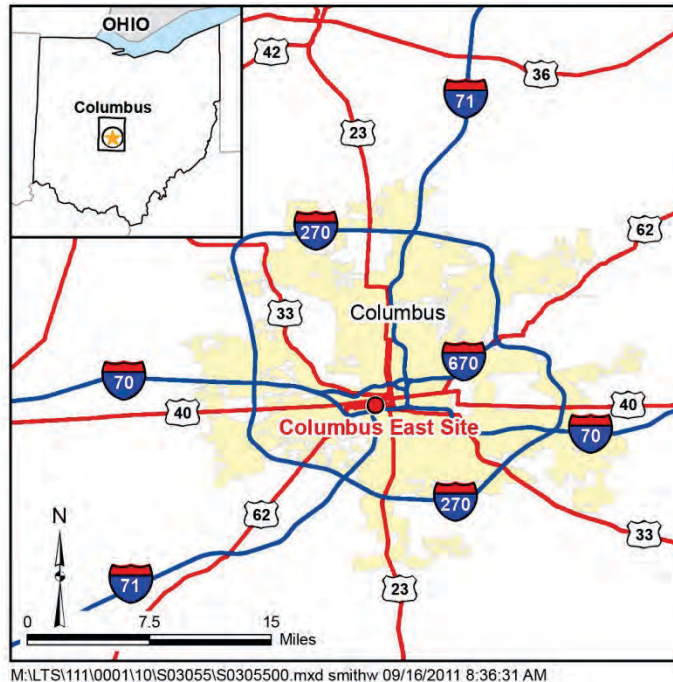 OHIO
Columbus
42
36
71
23
62
270
33
Columbus
670
70
40
40
Columbus East Site
70
270
62
33
N
71
23
0 7.5 15
Miles
M:\LTS\111\0001\10\S03055\S0305500.mxd smithw 09/16/2011 8:36:31 AM